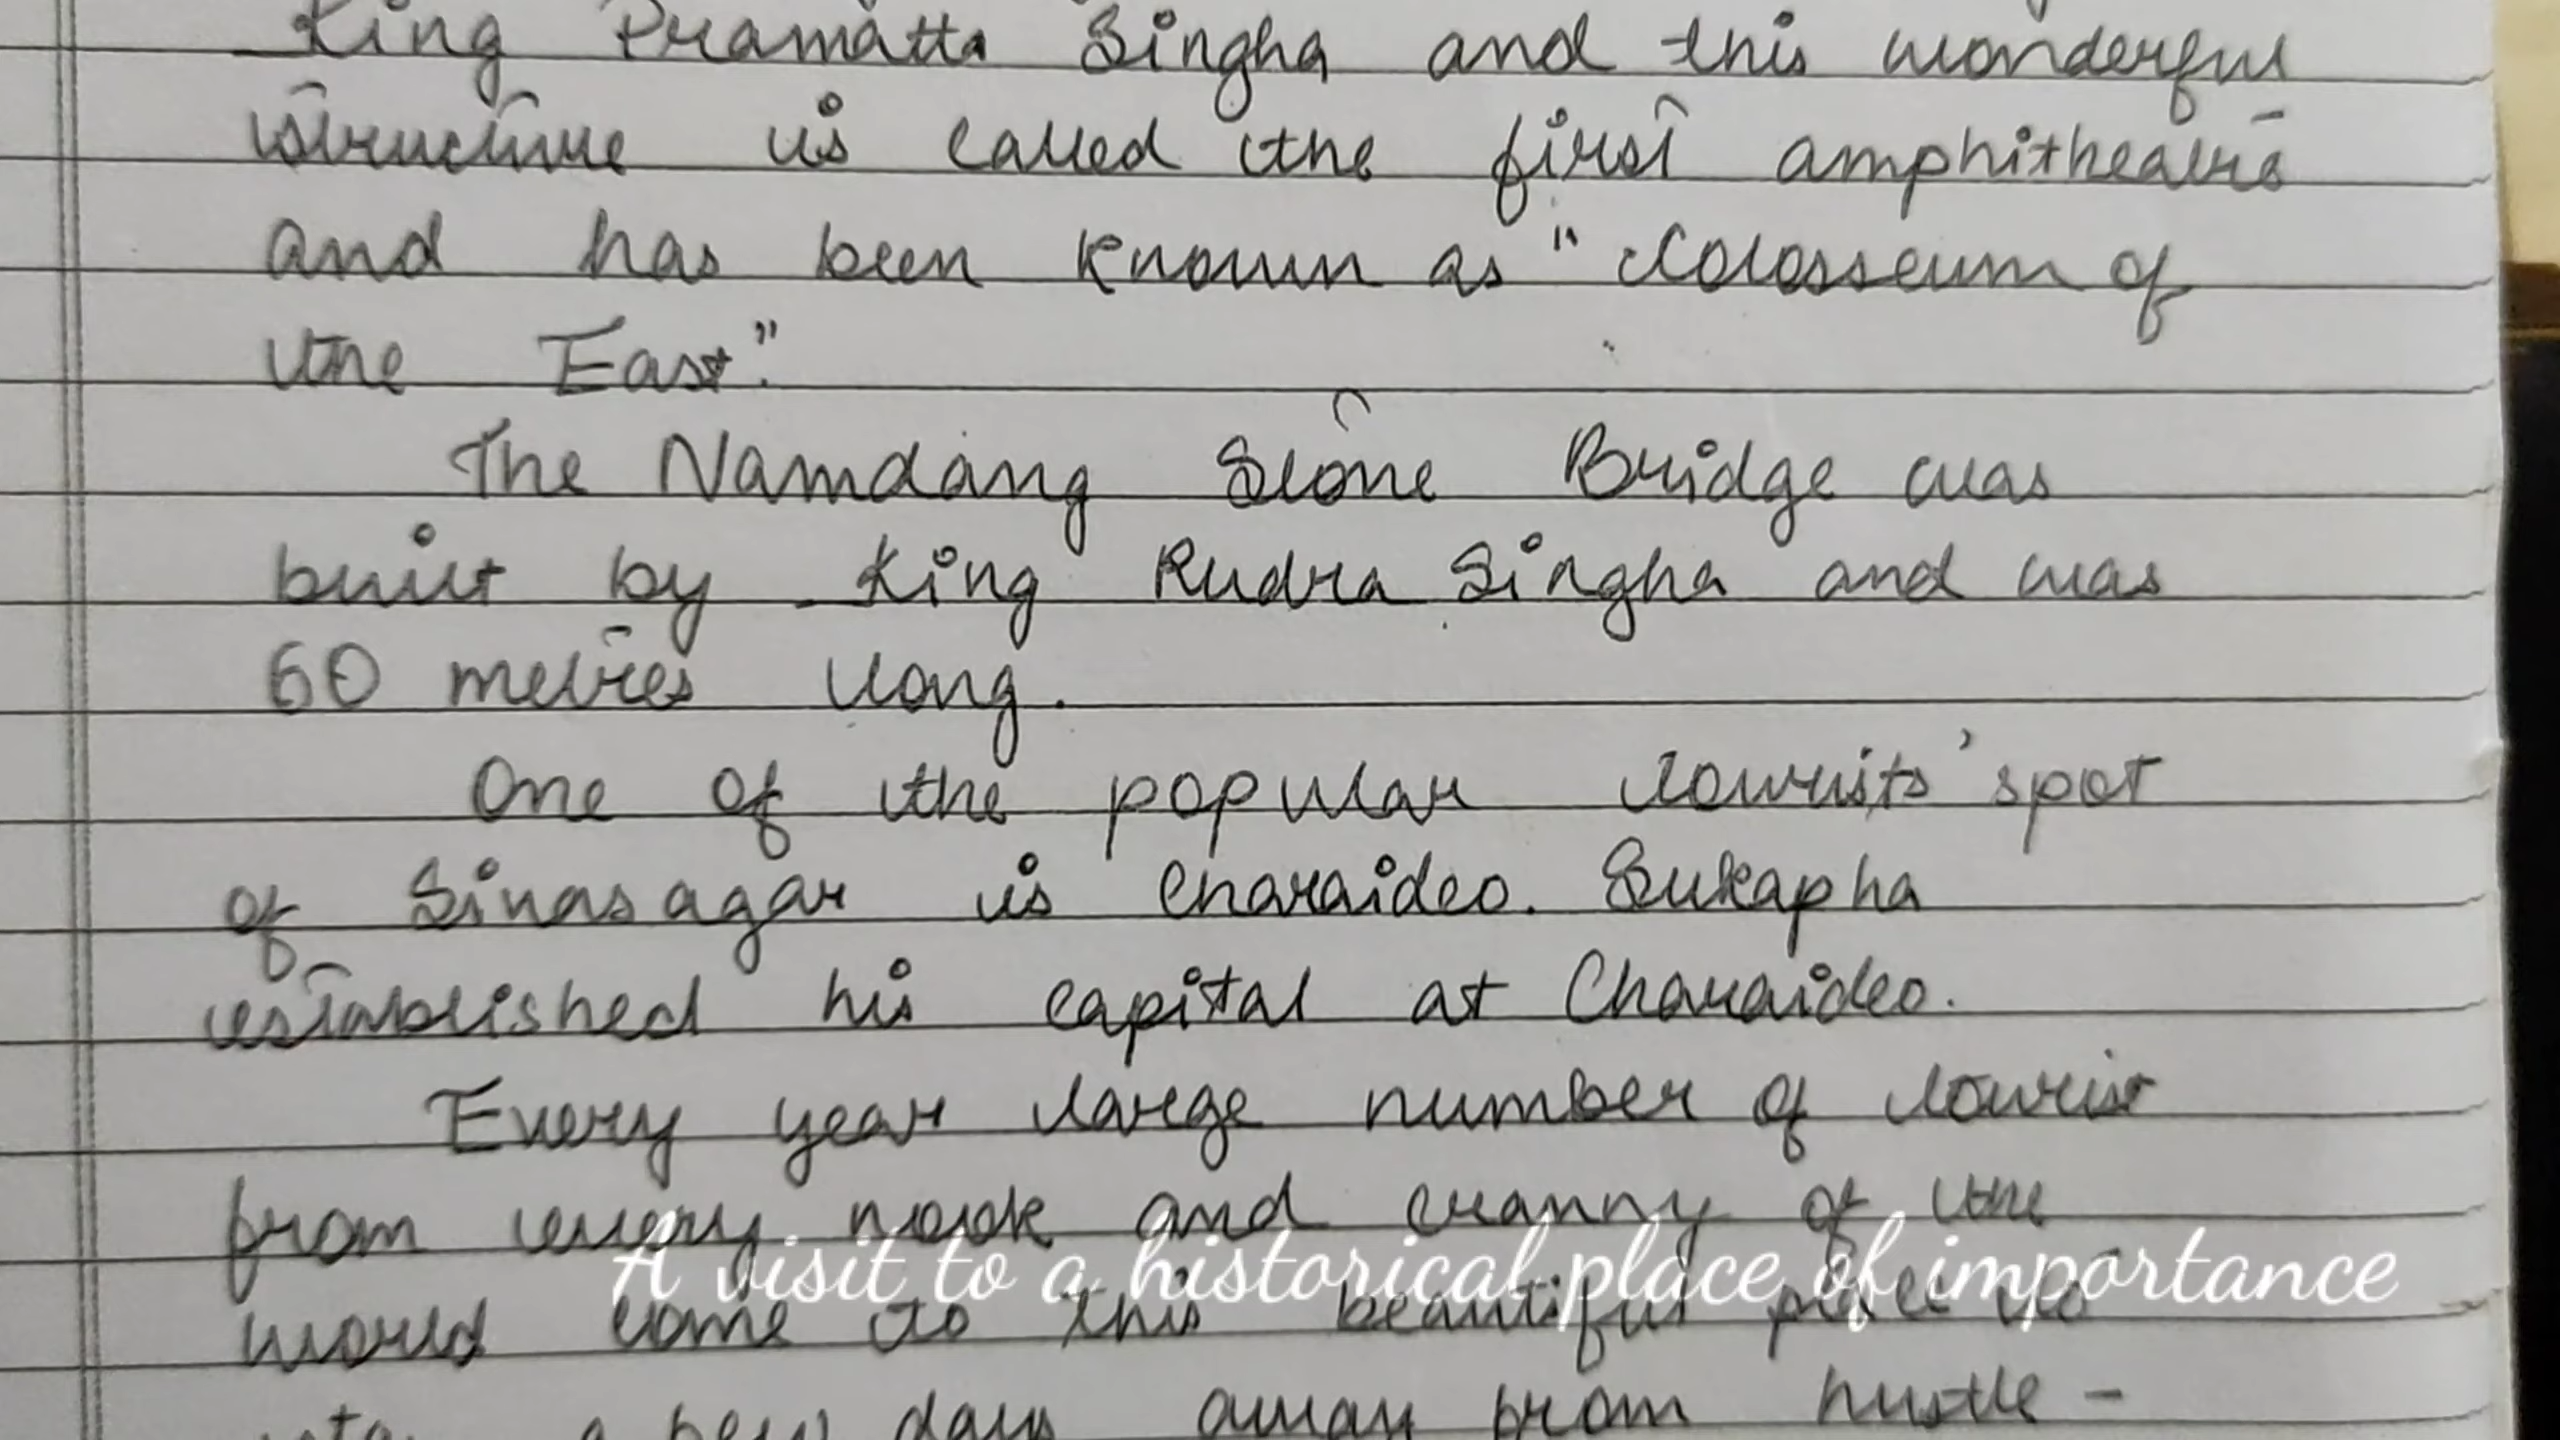 King Pramatta Singha and this wonderful
structure is called the first amphitheatre
and has been known as "Colosseum of
the East".
The Namdang Stone Bridge was
built by King Rudra Singha and was
60 metres long.
One of the popular tourists' spot
of Sivasagar is Charaideo. Sukapha
established his capital at Charaideo.
Every year large number of tourist
from every nook and cranny of the
A visit to a historical place of importance
world come to this beautiful place to
stay a few days away from hustle -